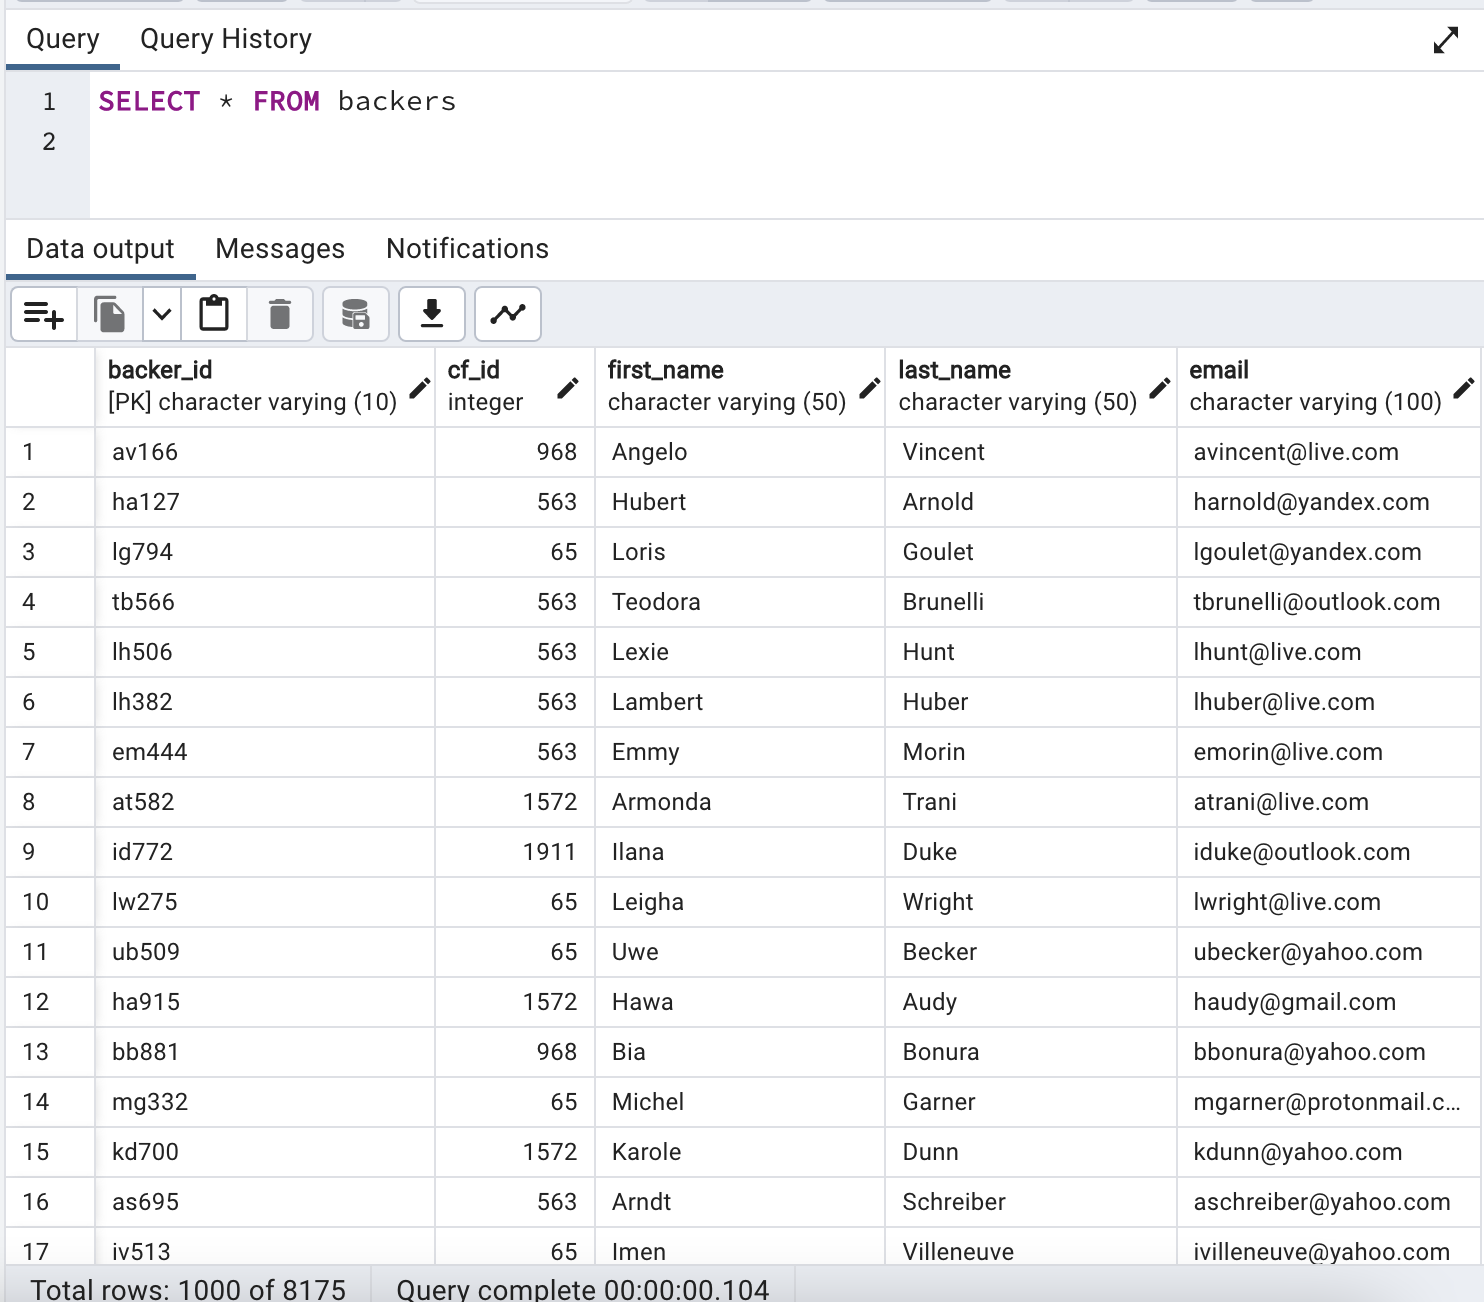 Query Query History
1 SELECT * FROM backers
2
Data output Messages Notifications
backer_id cf_id first_name last_name email
[PK] character varying (10) integer character varying (50) character varying (50) character varying (100)
1 av166 968 Angelo Vincent avincent@live.com
2 ha127 563 Hubert Arnold harnold@yandex.com
3 lg794 65 Loris Goulet lgoulet@yandex.com
4 tb566 563 Teodora Brunelli tbrunelli@outlook.com
5 lh506 563 Lexie Hunt lhunt@live.com
6 lh382 563 Lambert Huber lhuber@live.com
7 em444 563 Emmy Morin emorin@live.com
8 at582 1572 Armonda Trani atrani@live.com
9 id772 1911 Ilana Duke iduke@outlook.com
10 lw275 65 Leigha Wright lwright@live.com
11 ub509 65 Uwe Becker ubecker@yahoo.com
12 ha915 1572 Hawa Audy haudy@gmail.com
13 bb881 968 Bia Bonura bbonura@yahoo.com
14 mg332 65 Michel Garner mgarner@protonmail.c...
15 kd700 1572 Karole Dunn kdunn@yahoo.com
16 as695 563 Arndt Schreiber aschreiber@yahoo.com
17 iv513 65 Imen Villeneuve ivilleneuve@yahoo.com
Total rows: 1000 of 8175 Query complete 00:00:00.104